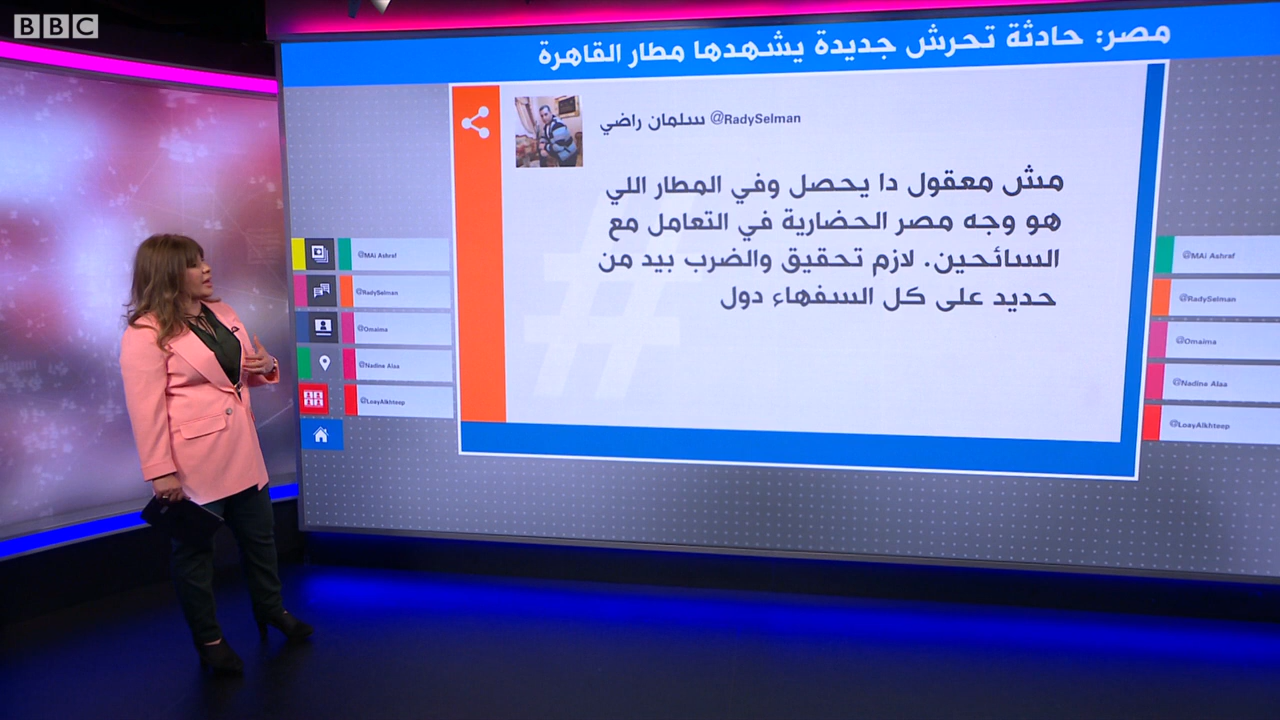 BBC
مصر: حادثة تحرش جديدة يشهدها مطار القاهرة
سلمان راضي @RadySelman
مش معقول دا يحصل وفي المطار اللي
هو وجه مصر الحضارية في التعامل مع
السائحين. لازم تحقيق والضرب بيد من
حديد على كل السفهاء دول
@MAi Ashraf
@RadySelman
@Omaima
@Nadine Alaa
@LoayAlkhteep
@MAi Ashraf
@RadySelman
@Omaima
@Nadine Alaa
@LoayAlkhteep